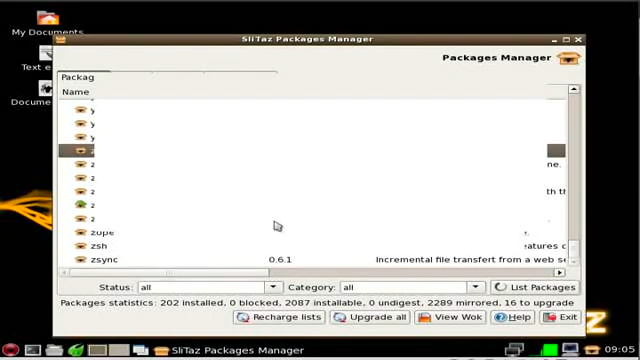 SliTaz Packages Manager
My Documents
Packages Manager
Text e
Packag
Docume
Name
y
y
y
z
z
z
z
z
z
zope
zsh eatures
zsync 0.6.1 Incremental file transfert from a web se
Status: all Category: all List Packages
Packages statistics: 202 installed, 0 blocked, 2087 installable, 0 undigest, 2289 mirrored, 16 to upgrade
Recharge lists Upgrade all View Wok Help Exit
SliTaz Packages Manager 09:05